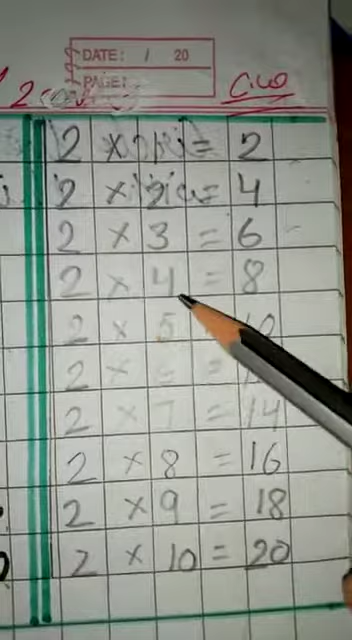 DATE: / 20
PAGE:
2 × = 2
2 × 2 = 4
2 × 3 = 6
2 × 4 = 8
2 × 5 10
2 × =
2 × 7 = 14
2 × 8 = 16
2 × 9 = 18
2 × 10 = 20